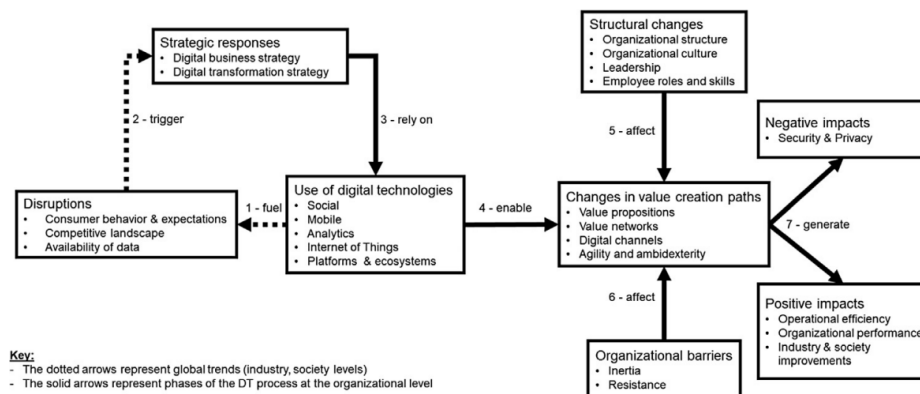 Strategic responses
• Digital business strategy
• Digital transformation strategy
Structural changes
• Organizational structure
• Organizational culture
• Leadership
• Employee roles and skills
2 - trigger
3 - rely on
5 - affect
Negative impacts
• Security & Privacy
Disruptions
• Consumer behavior & expectations
• Competitive landscape
• Availability of data
1 - fuel
Use of digital technologies
• Social
• Mobile
• Analytics
• Internet of Things
• Platforms & ecosystems
4 - enable
Changes in value creation paths
• Value propositions
• Value networks
• Digital channels
• Agility and ambidexterity
7 - generate
6 - affect
Positive impacts
• Operational efficiency
• Organizational performance
• Industry & society
improvements
Organizational barriers
• Inertia
• Resistance
Key:
- The dotted arrows represent global trends (industry, society levels)
- The solid arrows represent phases of the DT process at the organizational level